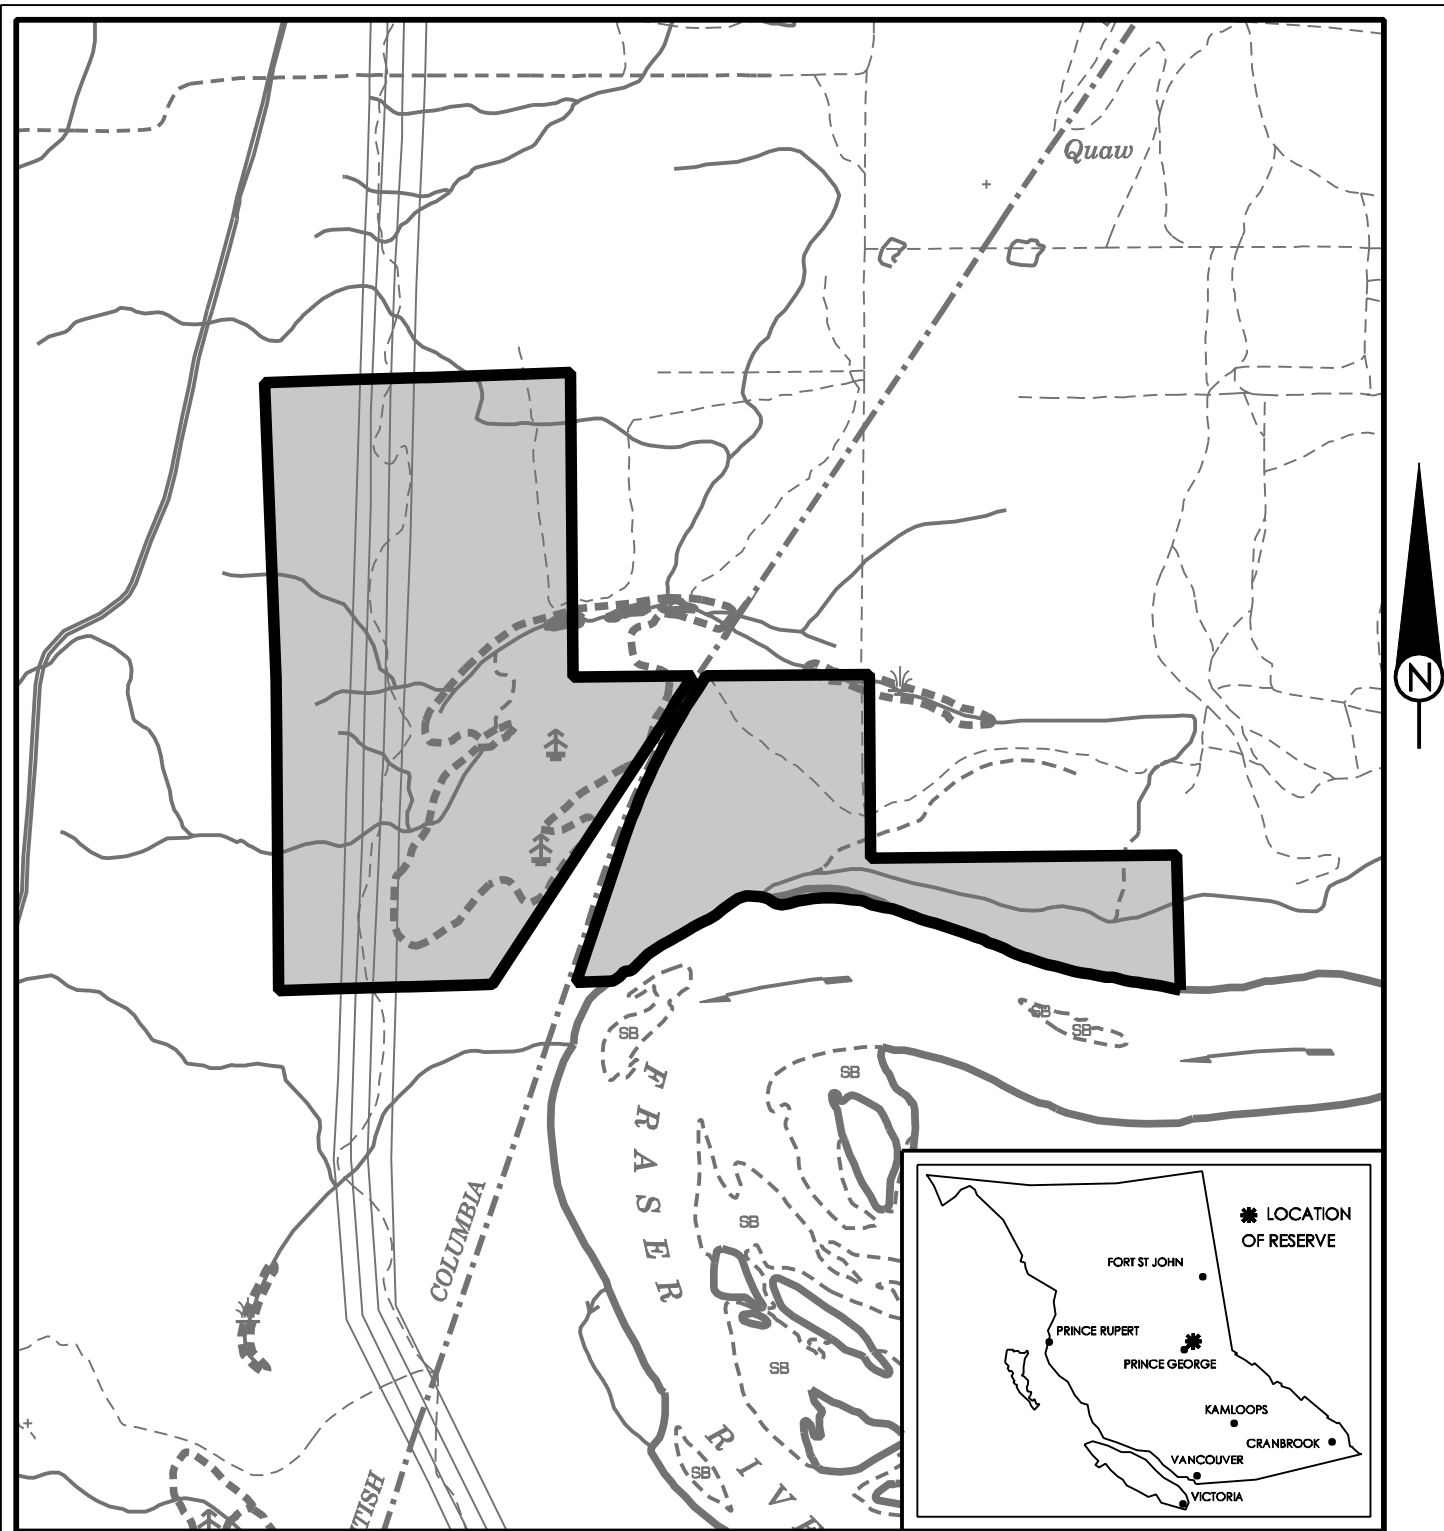 Quaw
N
SB
SB
SB
SB
FRASER
COLUMBIA
SB
SB
SB
RIVE
TISH
LOCATION
OF RESERVE
FORT ST JOHN
PRINCE RUPERT
PRINCE GEORGE
KAMLOOPS
CRANBROOK
VANCOUVER
VICTORIA